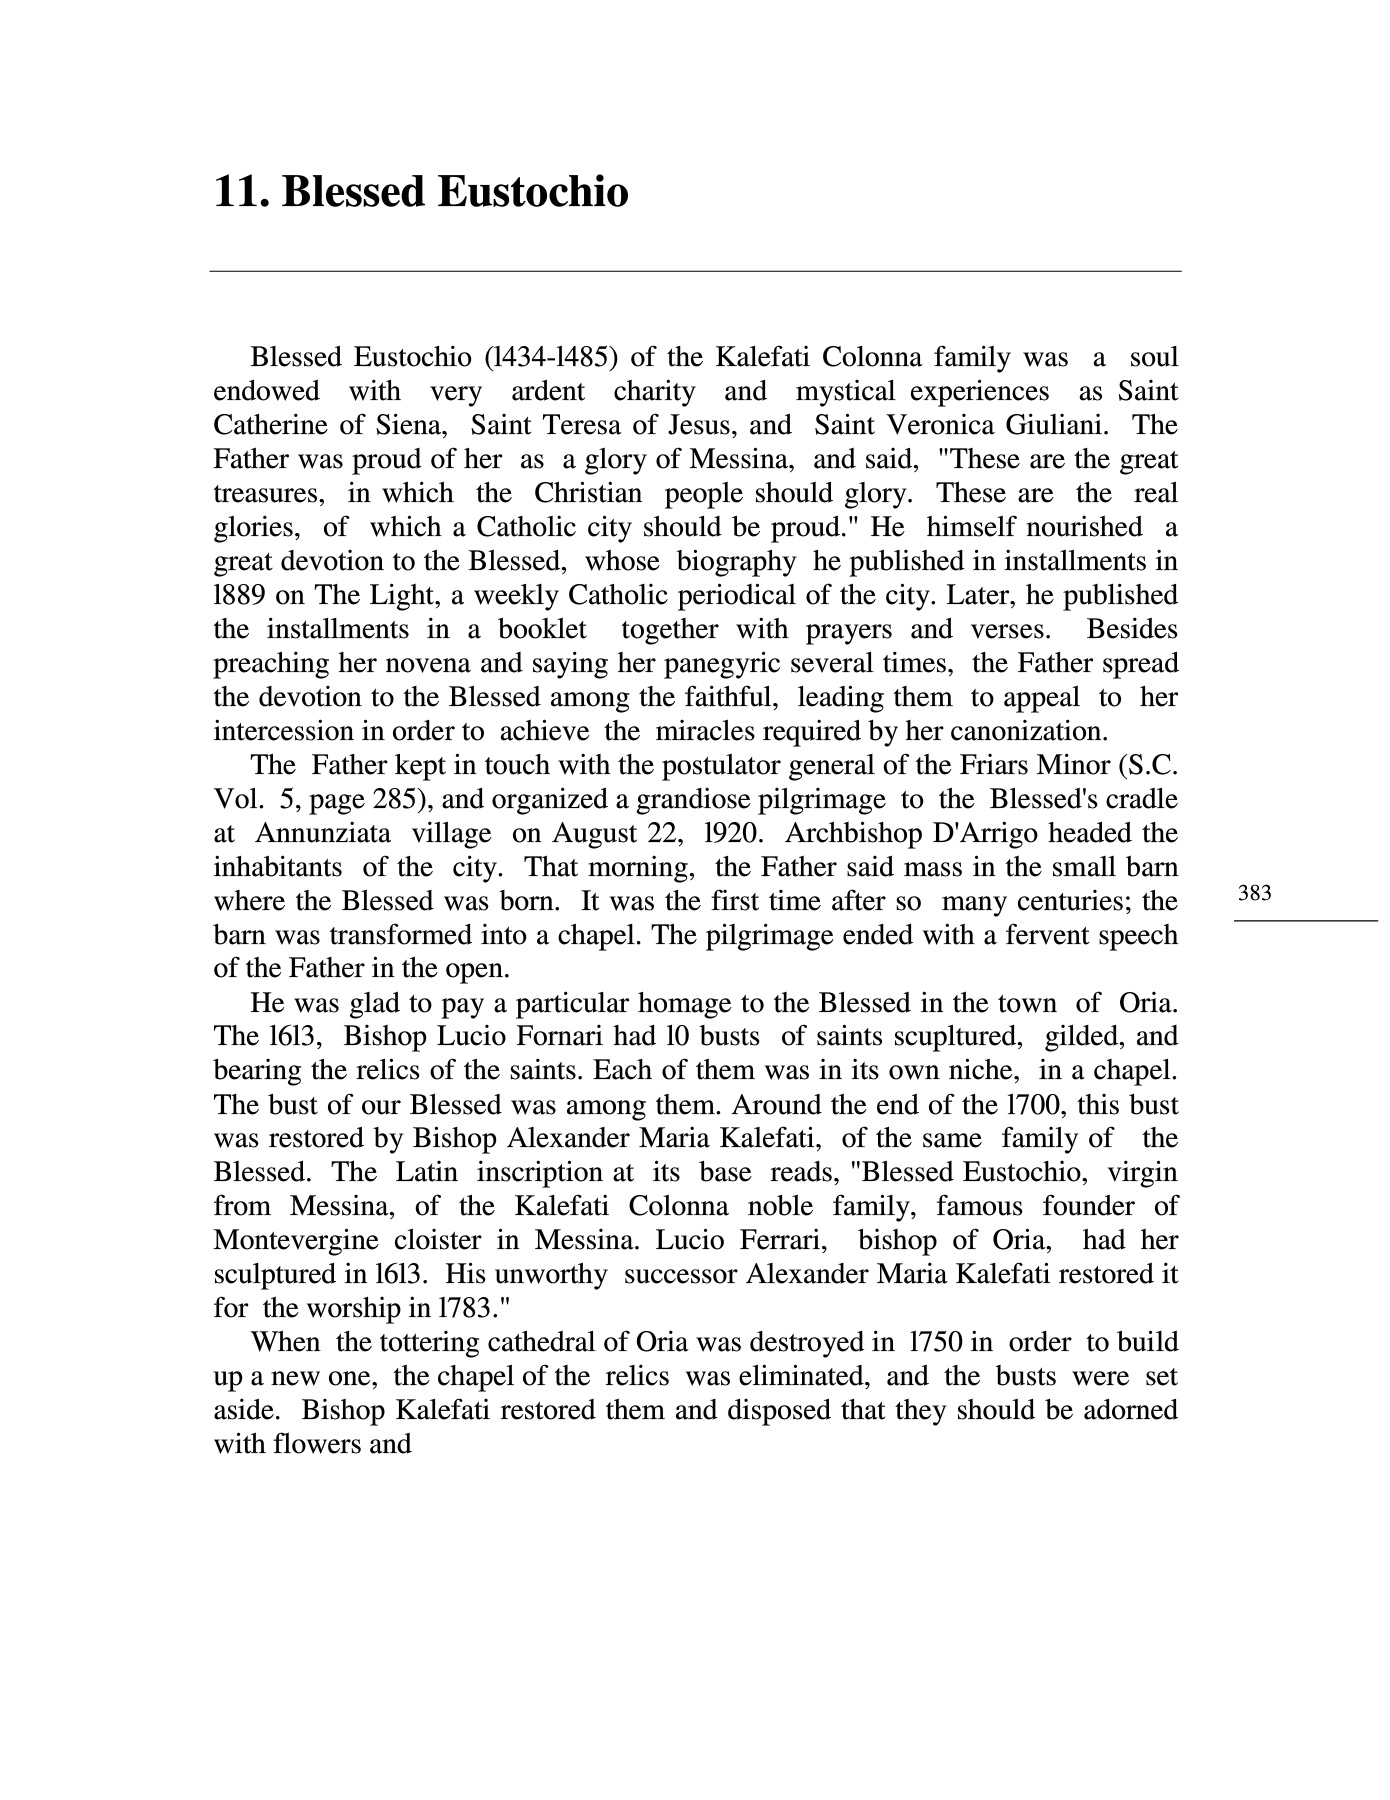 11. Blessed Eustochio
Blessed Eustochio (l434-l485) of the Kalefati Colonna family was a soul
endowed with very ardent charity and mystical experiences as Saint
Catherine of Siena, Saint Teresa of Jesus, and Saint Veronica Giuliani. The
Father was proud of her as a glory of Messina, and said, "These are the great
treasures, in which the Christian people should glory. These are the real
glories, of which a Catholic city should be proud." He himself nourished a
great devotion to the Blessed, whose biography he published in installments in
l889 on The Light, a weekly Catholic periodical of the city. Later, he published
the installments in a booklet together with prayers and verses. Besides
preaching her novena and saying her panegyric several times, the Father spread
the devotion to the Blessed among the faithful, leading them to appeal to her
intercession in order to achieve the miracles required by her canonization.
The Father kept in touch with the postulator general of the Friars Minor (S.C.
Vol. 5, page 285), and organized a grandiose pilgrimage to the Blessed's cradle
at Annunziata village on August 22, l920. Archbishop D'Arrigo headed the
inhabitants of the city. That morning, the Father said mass in the small barn
where the Blessed was born. It was the first time after so many centuries; the
barn was transformed into a chapel. The pilgrimage ended with a fervent speech
of the Father in the open.
He was glad to pay a particular homage to the Blessed in the town of Oria.
The l6l3, Bishop Lucio Fornari had l0 busts of saints scupltured, gilded, and
bearing the relics of the saints. Each of them was in its own niche, in a chapel.
The bust of our Blessed was among them. Around the end of the l700, this bust
was restored by Bishop Alexander Maria Kalefati, of the same family of the
Blessed. The Latin inscription at its base reads, "Blessed Eustochio, virgin
from Messina, of the Kalefati Colonna noble family, famous founder of
Montevergine cloister in Messina. Lucio Ferrari, bishop of Oria, had her
sculptured in l6l3. His unworthy successor Alexander Maria Kalefati restored it
for the worship in l783."
When the tottering cathedral of Oria was destroyed in l750 in order to build
up a new one, the chapel of the relics was eliminated, and the busts were set
aside. Bishop Kalefati restored them and disposed that they should be adorned
with flowers and
383